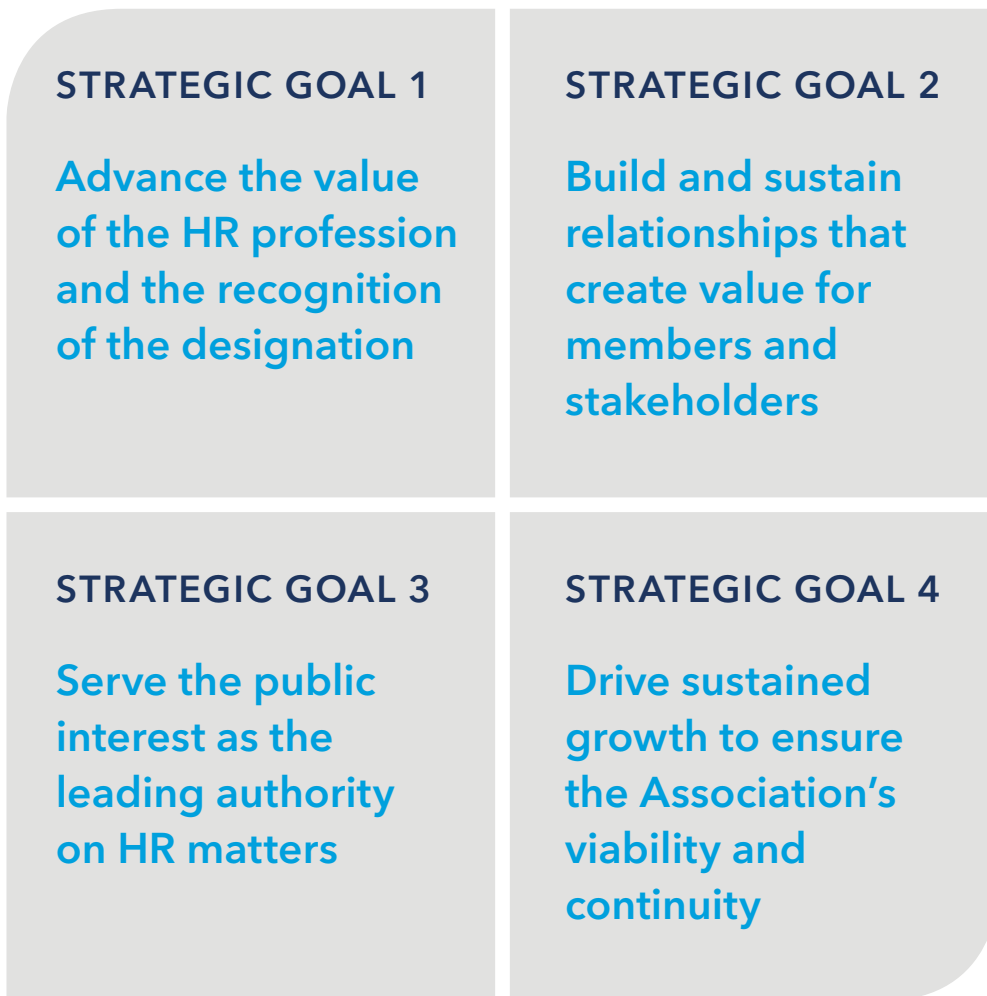 STRATEGIC GOAL 1
Advance the value
of the HR profession
and the recognition
of the designation
STRATEGIC GOAL 2
Build and sustain
relationships that
create value for
members and
stakeholders
STRATEGIC GOAL 3
Serve the public
interest as the
leading authority
on HR matters
STRATEGIC GOAL 4
Drive sustained
growth to ensure
the Association’s
viability and
continuity